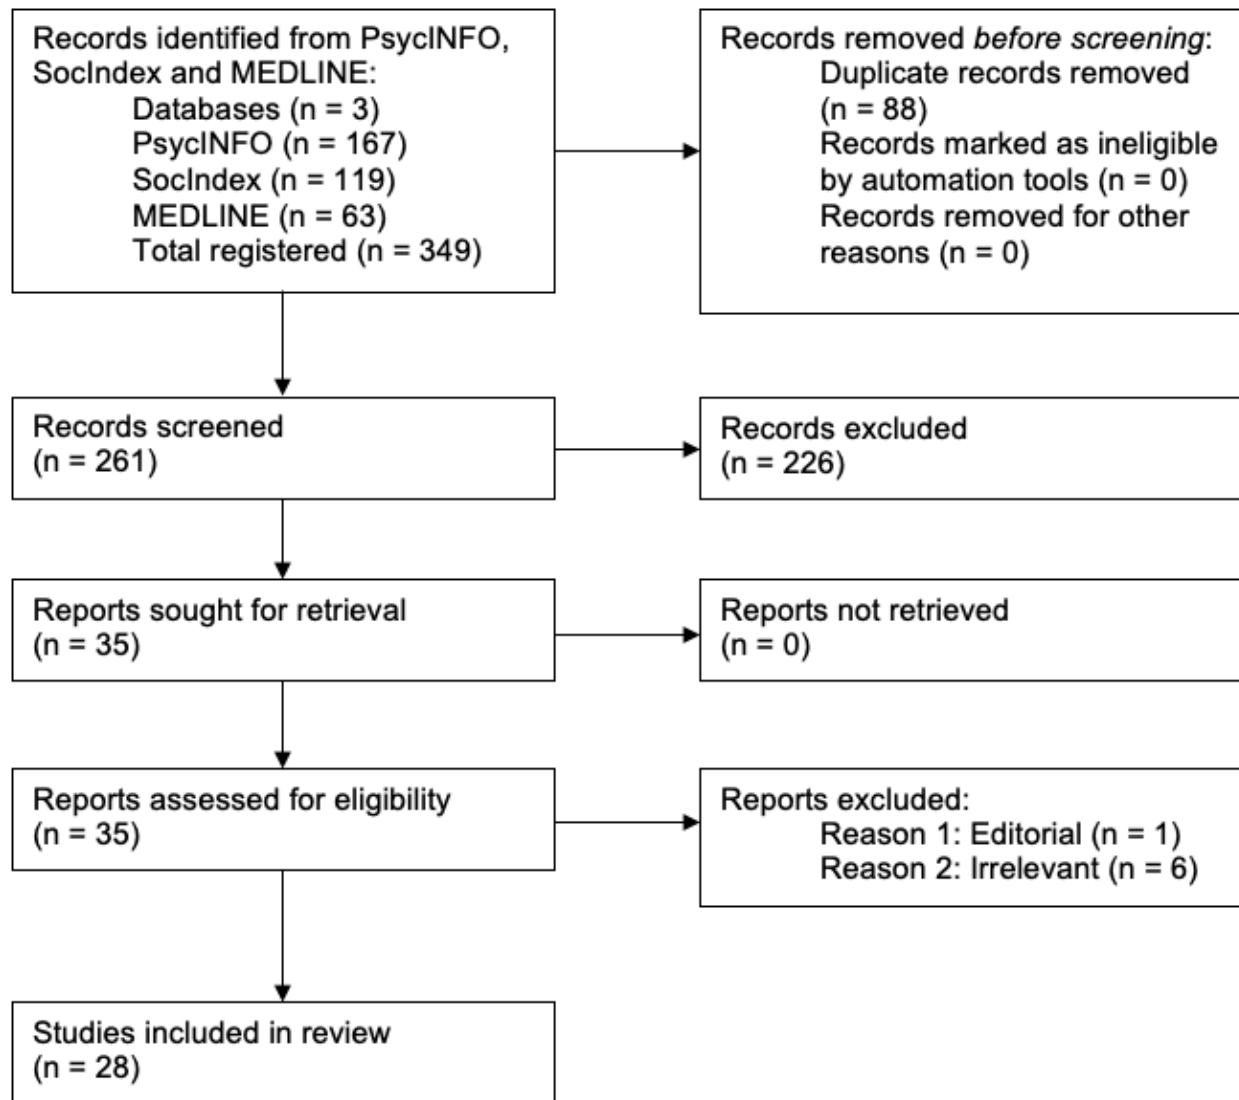 Records identified from PsycINFO,
SocIndex and MEDLINE:
Databases (n = 3)
PsycINFO (n = 167)
SocIndex (n = 119)
MEDLINE (n = 63)
Total registered (n = 349)
Records removed before screening:
Duplicate records removed
(n = 88)
Records marked as ineligible
by automation tools (n = 0)
Records removed for other
reasons (n = 0)
Records screened
(n = 261)
Records excluded
(n = 226)
Reports sought for retrieval
(n = 35)
Reports not retrieved
(n = 0)
Reports assessed for eligibility
(n = 35)
Reports excluded:
Reason 1: Editorial (n = 1)
Reason 2: Irrelevant (n = 6)
Studies included in review
(n = 28)